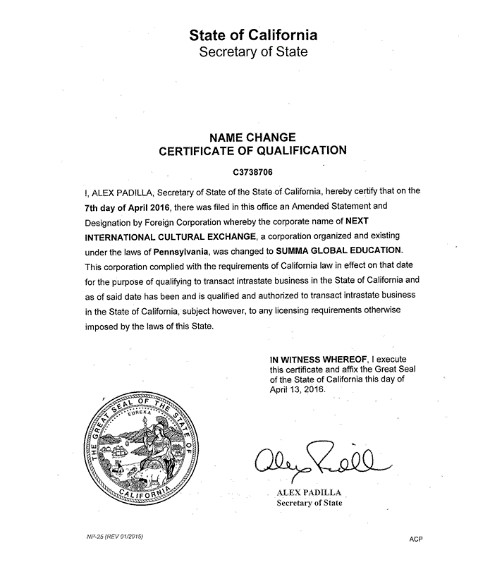 State of California
Secretary of State
NAME CHANGE
CERTIFICATE OF QUALIFICATION
C3738706
I, ALEX PADILLA, Secretary of State of the State of California, hereby certify that on the
7th day of April 2016, there was filed in this office an Amended Statement and
Designation by Foreign Corporation whereby the corporate name of NEXT
INTERNATIONAL CULTURAL EXCHANGE, a corporation organized and existing
under the laws of Pennsylvania, was changed to SUMMA GLOBAL EDUCATION.
This corporation complied with the requirements of California law in effect on that date
for the purpose of qualifying to transact intrastate business in the State of California and
as of said date has been and is qualified and authorized to transact intrastate business
in the State of California, subject however, to any licensing requirements otherwise
imposed by the laws of this State.
IN WITNESS WHEREOF, I execute
this certificate and affix the Great Seal
of the State of California this day of
April 13, 2016.
THE GREAT SEAL OF THE STATE OF
EUREKA
CALIFORNIA
Alex Padilla
ALEX PADILLA
Secretary of State
NP-25 (REV 01/2016)
ACP